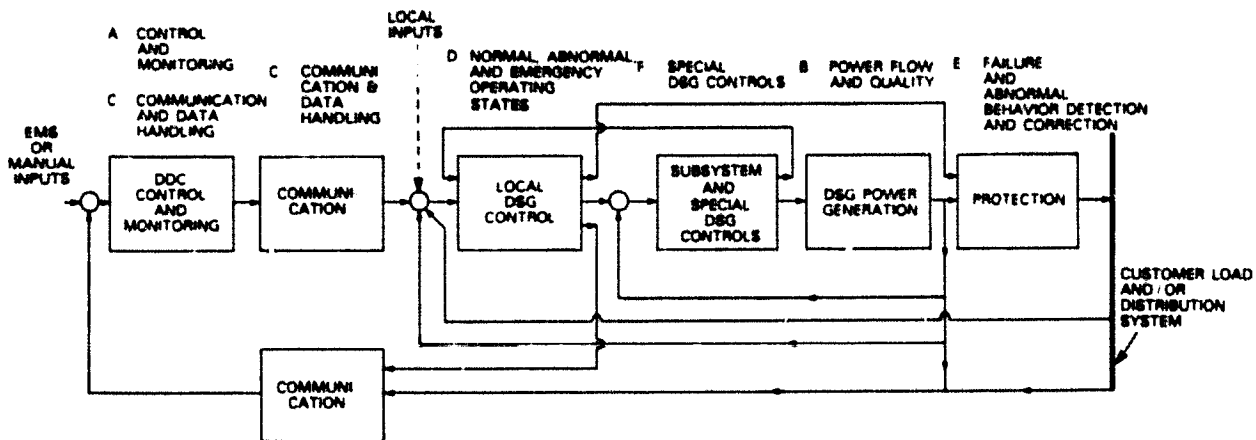 A CONTROL
AND
MONITORING
C COMMUNICATION
AND DATA
HANDLING
C COMMUNI
CATION &
DATA
HANDLING
LOCAL
INPUTS
D NORMAL, ABNORMAL,
AND EMERGENCY
OPERATING
STATES
F SPECIAL
DSG CONTROLS
B POWER FLOW
AND QUALITY
E FAILURE
AND
ABNORMAL
BEHAVIOR DETECTION
AND CORRECTION
EMS
OR
MANUAL
INPUTS
DDC
CONTROL
AND
MONITORING
COMMUNI
CATION
LOCAL
DSG
CONTROL
SUBSYSTEM
AND
SPECIAL
DSG
CONTROLS
DSG POWER
GENERATION
PROTECTION
CUSTOMER LOAD
AND/OR
DISTRIBUTION
SYSTEM
COMMUNI
CATION